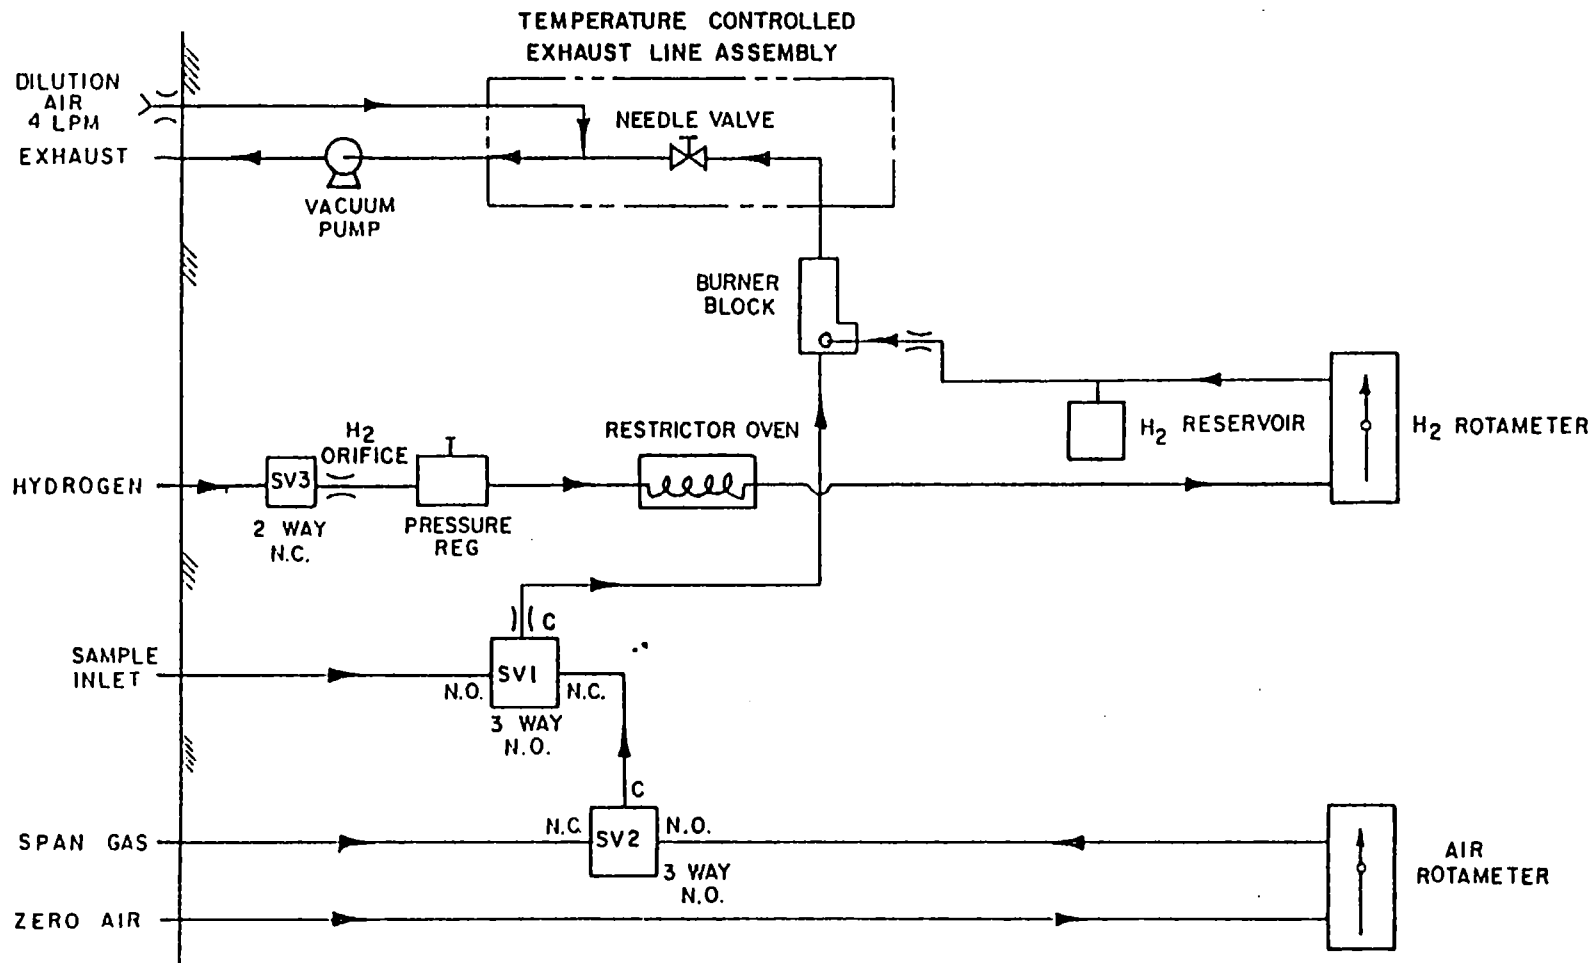 TEMPERATURE CONTROLLED
EXHAUST LINE ASSEMBLY
DILUTION
AIR
4 LPM
EXHAUST
NEEDLE VALVE
VACUUM
PUMP
BURNER
BLOCK
H2 RESERVOIR
H2 ROTAMETER
H2
ORIFICE
RESTRICTOR OVEN
HYDROGEN
SV3
2 WAY
N.C.
PRESSURE
REG
C
SAMPLE
INLET
SV1
N.O.
N.C.
3 WAY
N.O.
C
SPAN GAS
N.C.
SV2
N.O.
3 WAY
N.O.
AIR
ROTAMETER
ZERO AIR